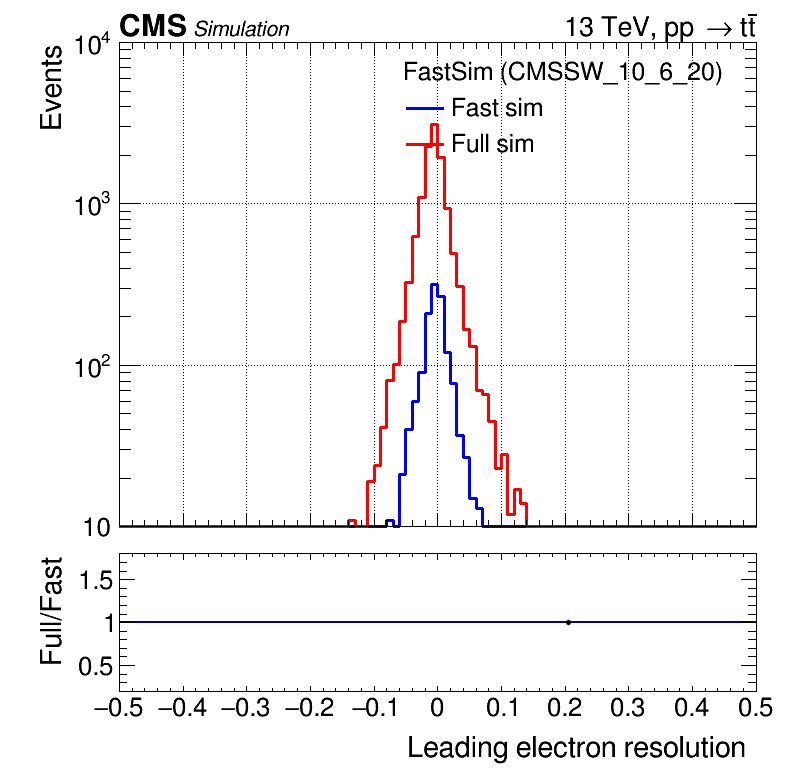 CMS Simulation 13 TeV, pp → tt̄
Events
10⁴
10³
10²
10
FastSim (CMSSW_10_6_20)
Fast sim
Full sim
Full/Fast
1.5
1
0.5
−0.5 −0.4 −0.3 −0.2 −0.1 0 0.1 0.2 0.3 0.4 0.5
Leading electron resolution